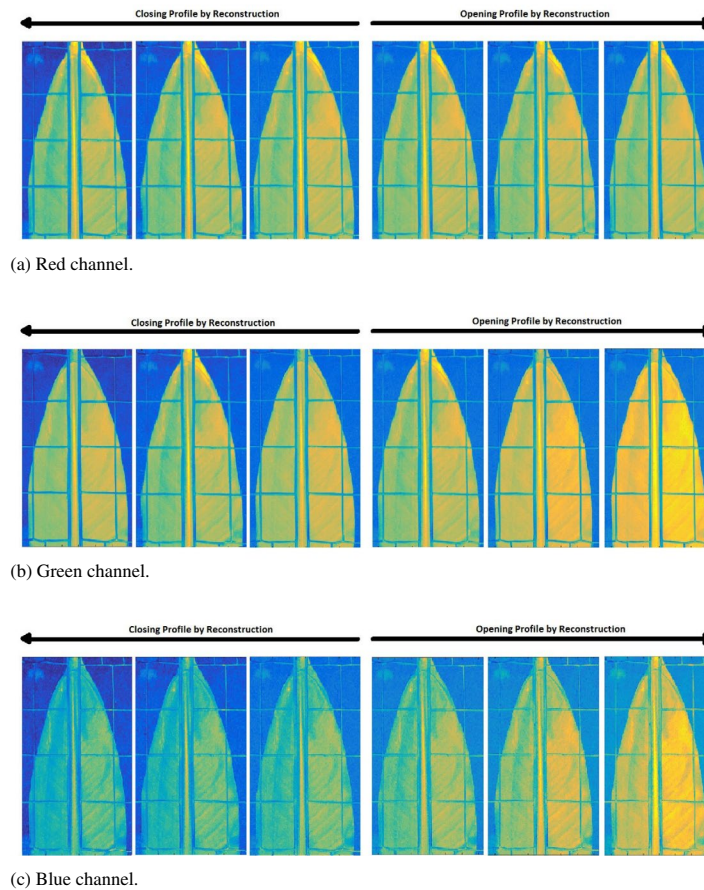 Closing Profile by Reconstruction Opening Profile by Reconstruction
(a) Red channel.
Closing Profile by Reconstruction Opening Profile by Reconstruction
(b) Green channel.
Closing Profile by Reconstruction Opening Profile by Reconstruction
(c) Blue channel.